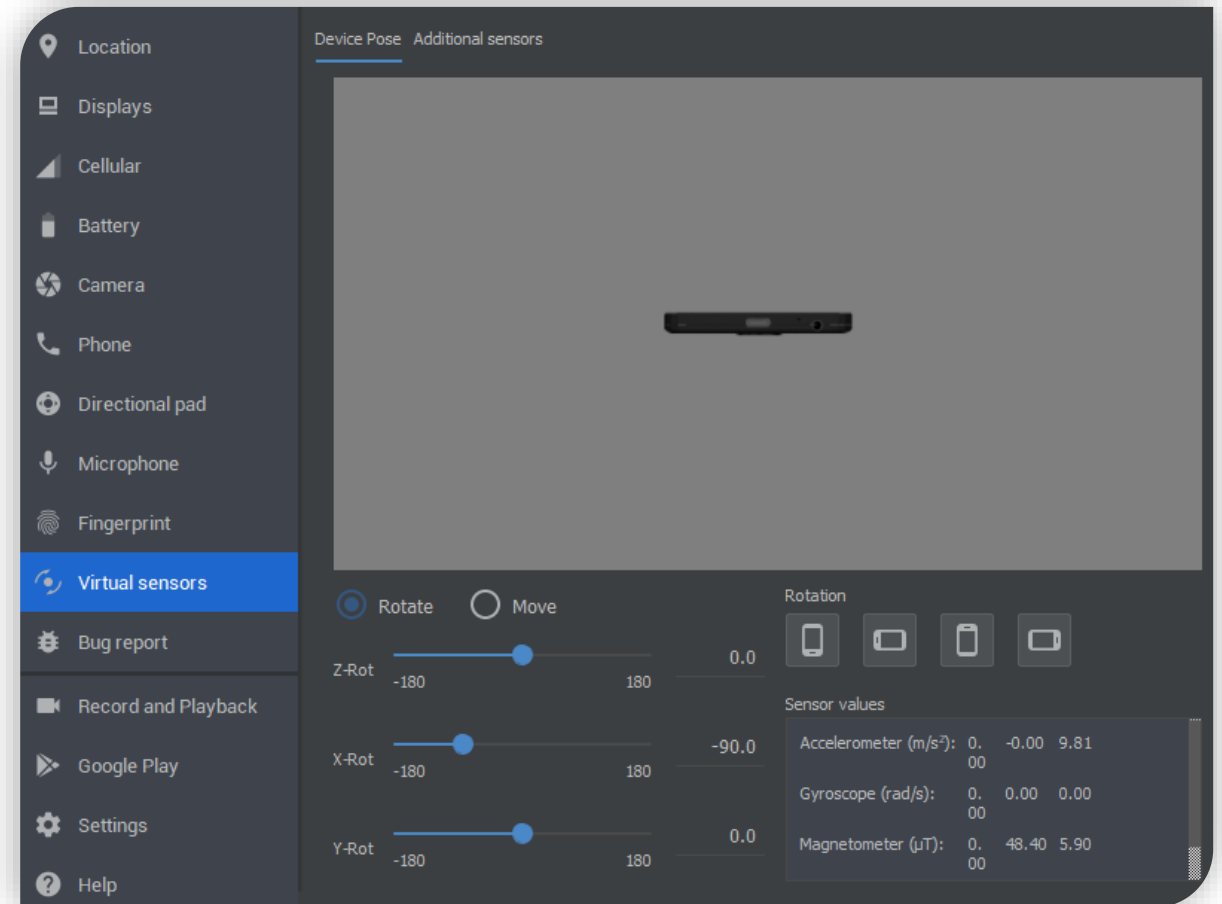 Location
Displays
Cellular
Battery
Camera
Phone
Directional pad
Microphone
Fingerprint
Virtual sensors
Bug report
Record and Playback
Google Play
Settings
Help
Device Pose Additional sensors
Rotate Move
Z-Rot -180 180 0.0
X-Rot -180 180 -90.0
Y-Rot -180 180 0.0
Rotation
Sensor values
Accelerometer (m/s²): 0. -0.00 9.81
00
Gyroscope (rad/s): 0. 0.00 0.00
00
Magnetometer (µT): 0. 48.40 5.90
00